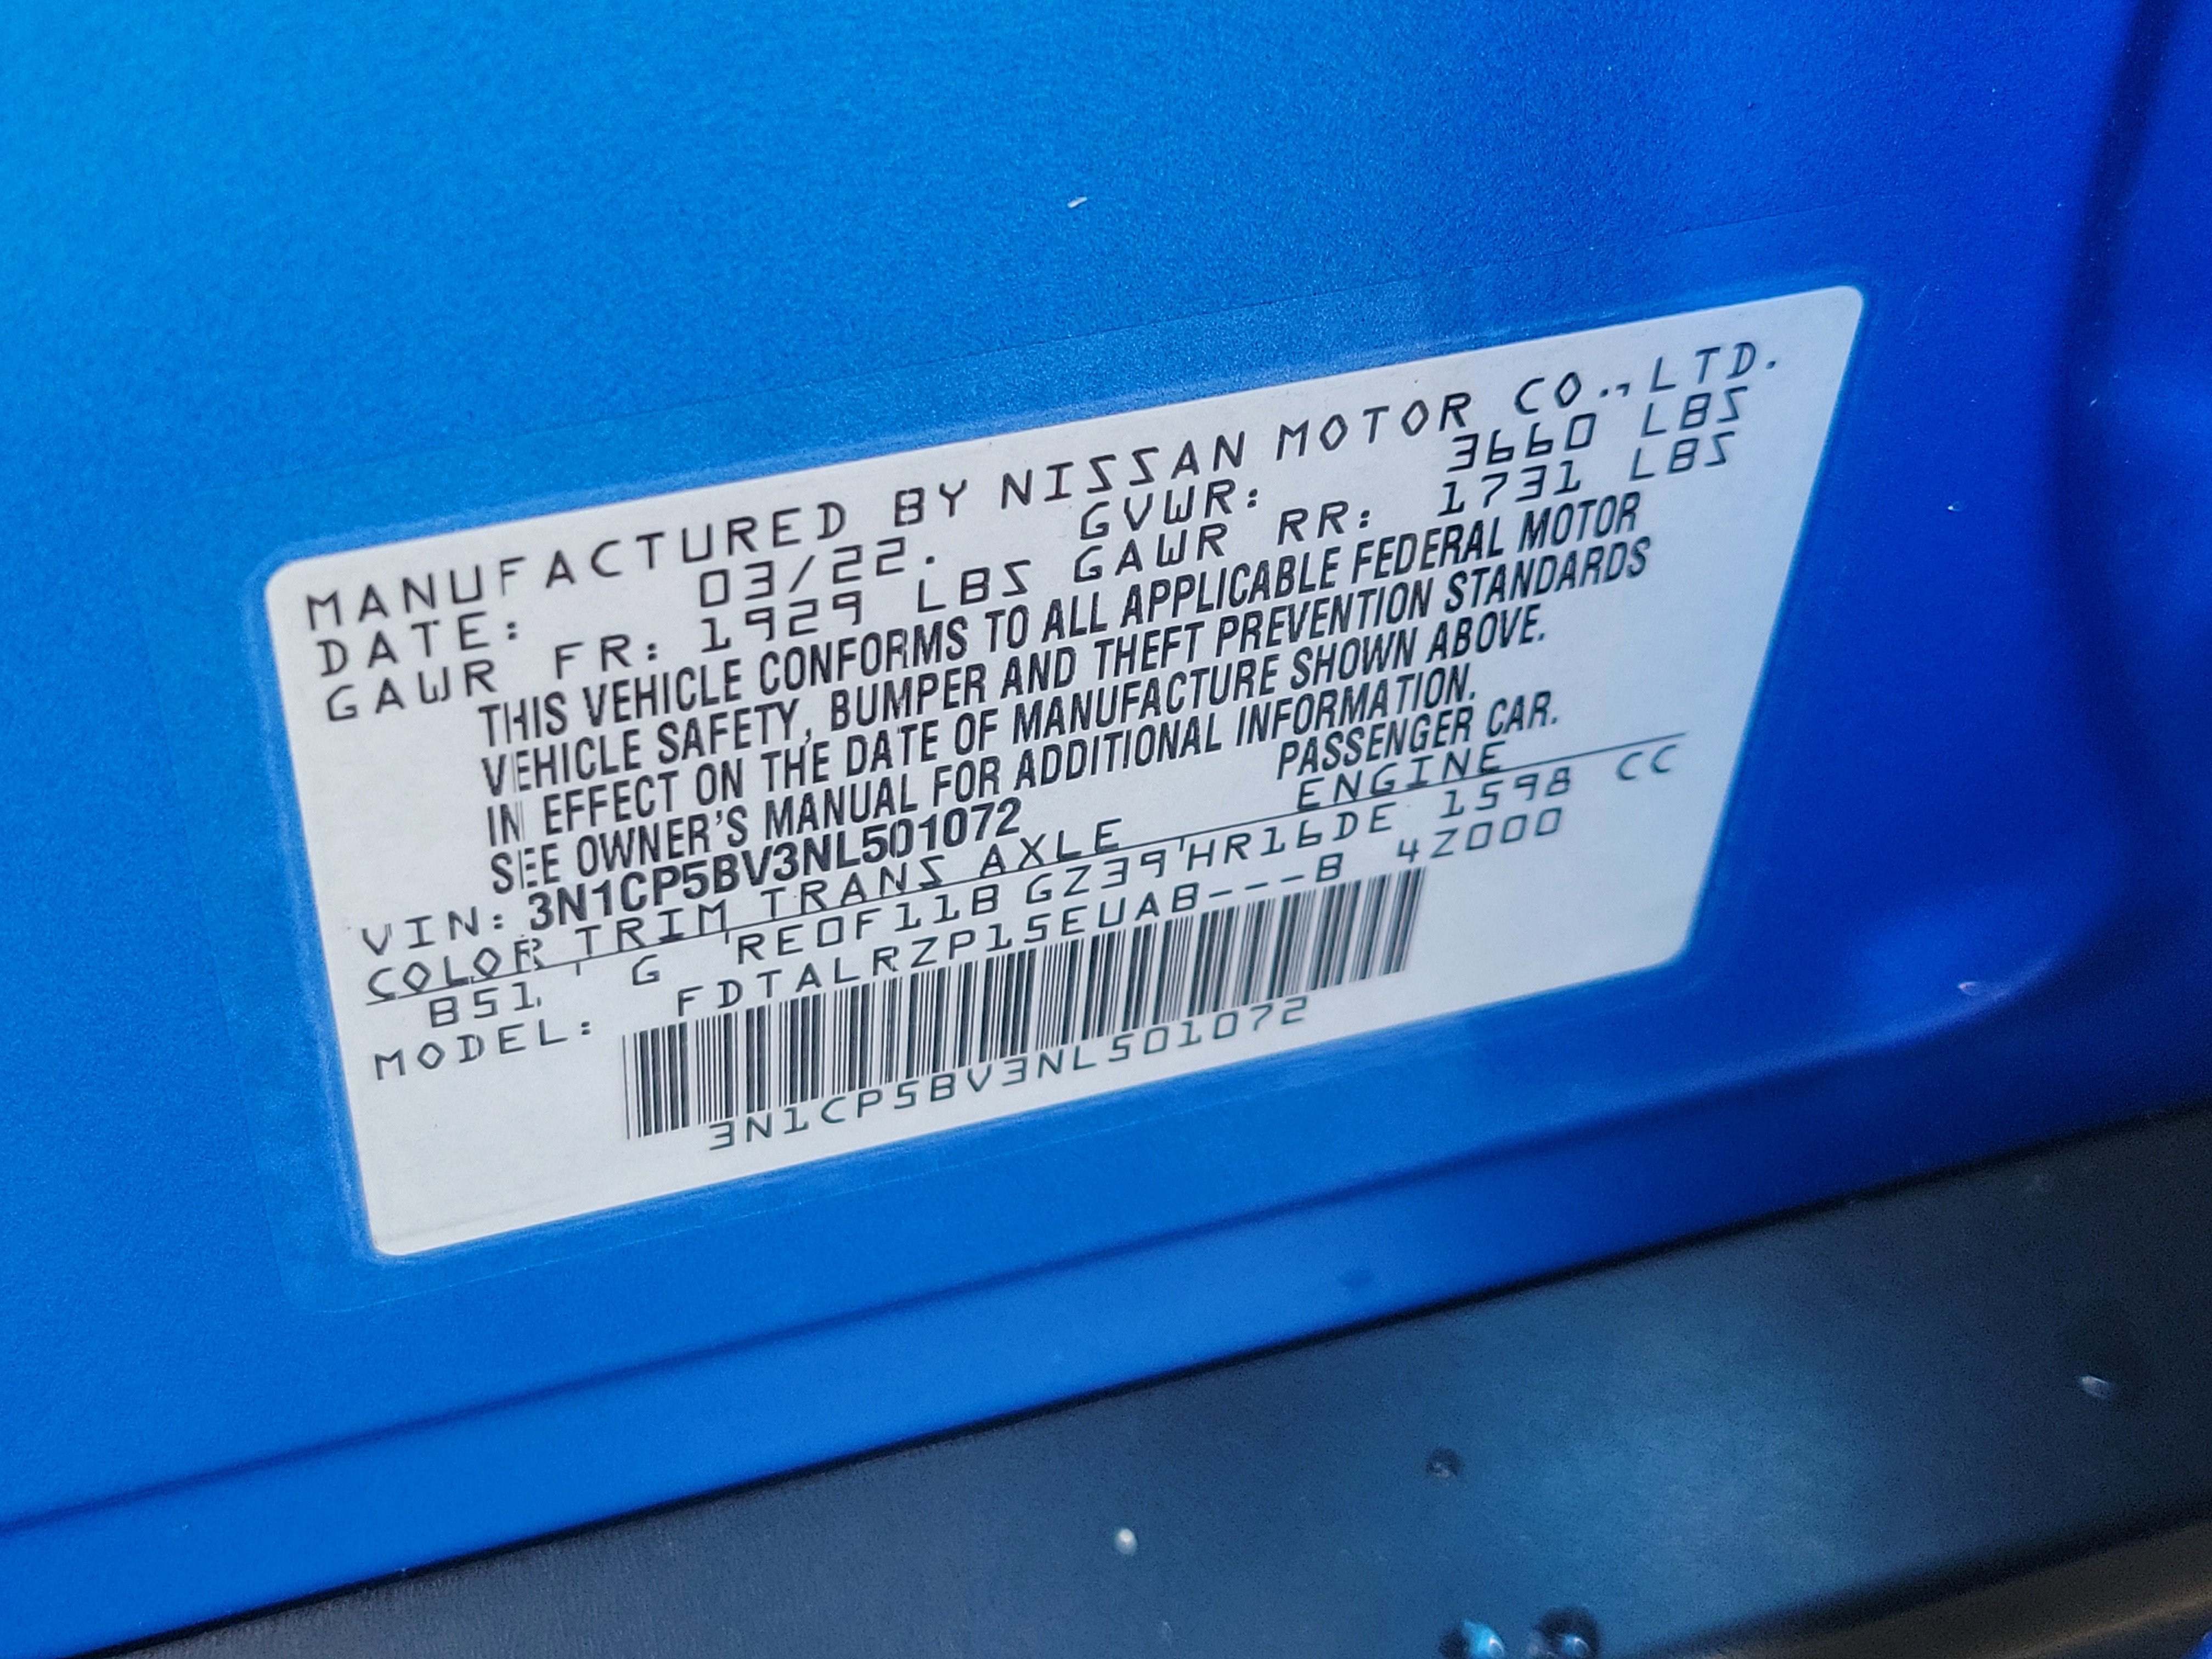 MANUFACTURED BY NISSAN MOTOR CO.,LTD.
DATE: 03/22. GVWR: 3660 LBS
GAWR FR: 1929 LBS GAWR RR: 1731 LBS
THIS VEHICLE CONFORMS TO ALL APPLICABLE FEDERAL MOTOR
VEHICLE SAFETY, BUMPER AND THEFT PREVENTION STANDARDS
IN EFFECT ON THE DATE OF MANUFACTURE SHOWN ABOVE.
SEE OWNER'S MANUAL FOR ADDITIONAL INFORMATION.
VIN: 3N1CP5BV3NL501072 PASSENGER CAR.
COLOR TRIM TRANS AXLE ENGINE
B51 G RE0F11B GZ39 HR16DE 1598 CC
MODEL: FDTALRZP15EUAB---B 4Z000
3N1CP5BV3NL501072